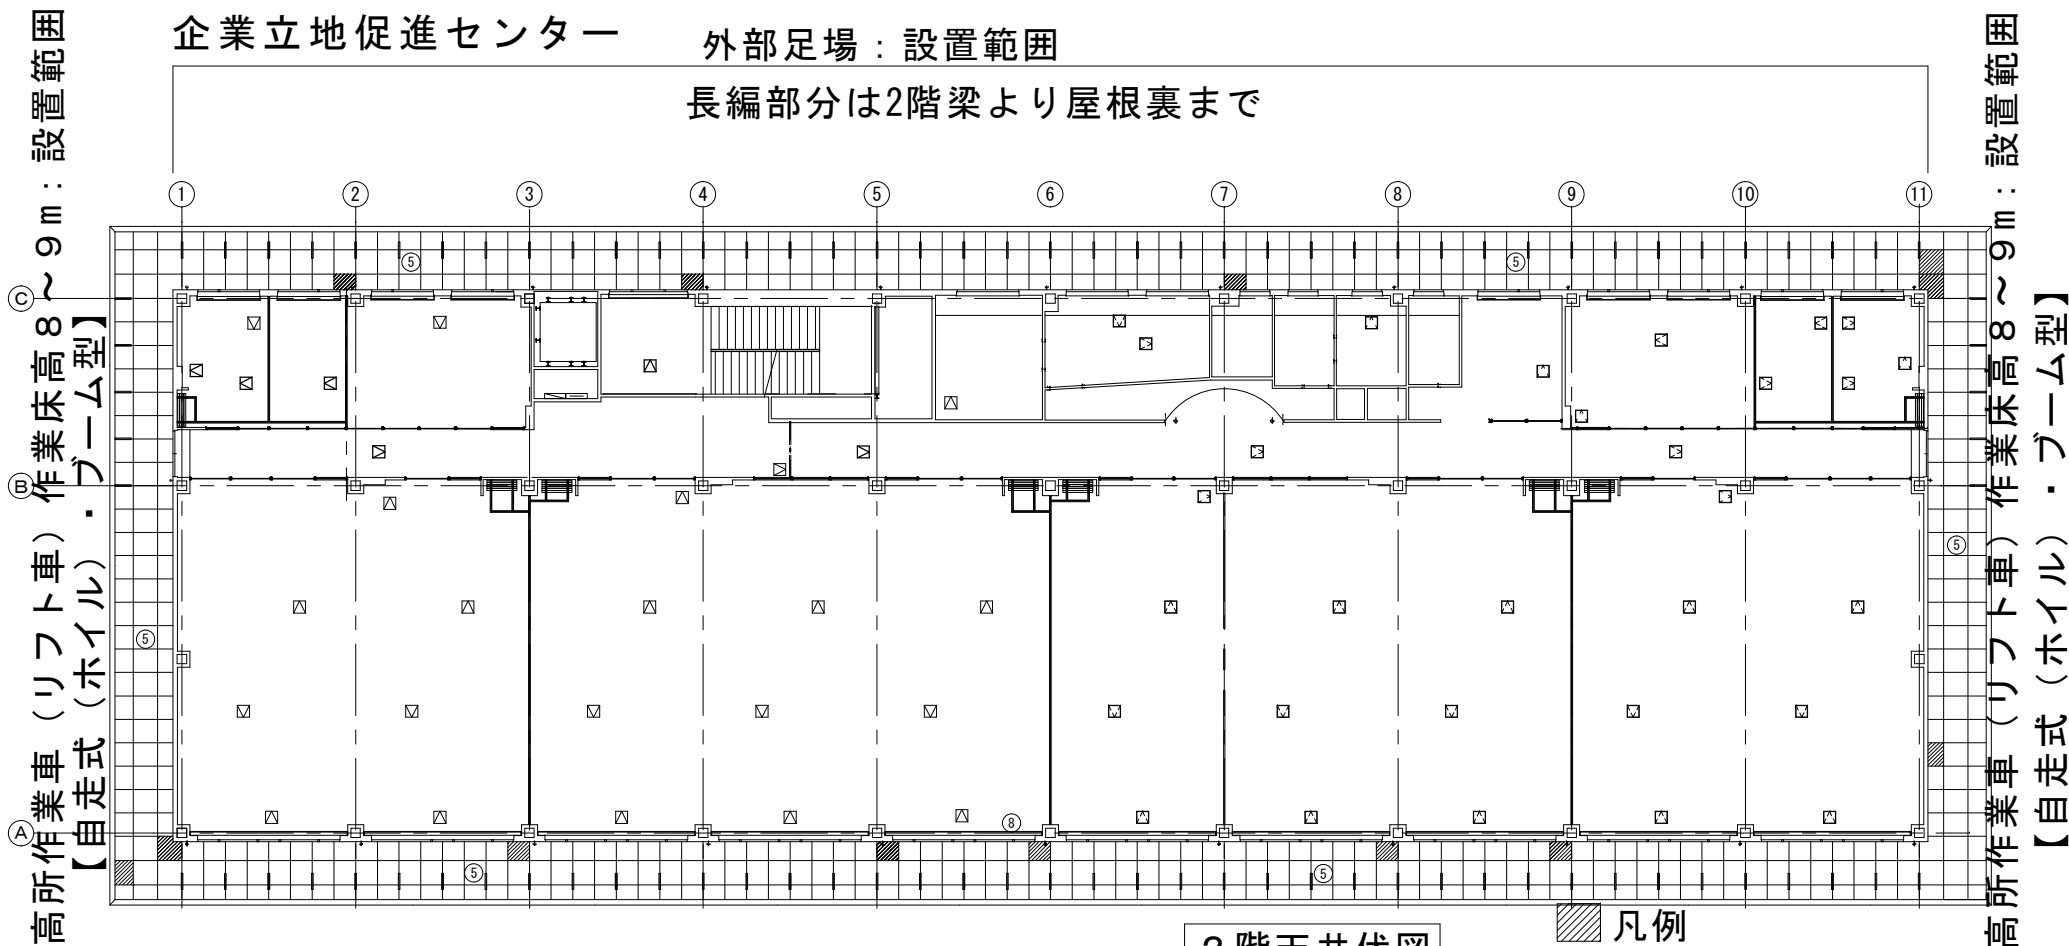 企業立地促進センター
外部足場：設置範囲
長編部分は2階梁より屋根裏まで
高所作業車（リフト車）作業床高８～９ｍ：設置範囲
【自走式（ホイル）・ブーム型】
高所作業車（リフト車）作業床高８～９ｍ：設置範囲
【自走式（ホイル）・ブーム型】
1 2 3 4 5 6 7 8 9 10 11
5 5
C
B
5
5
A
8
5 5
凡例